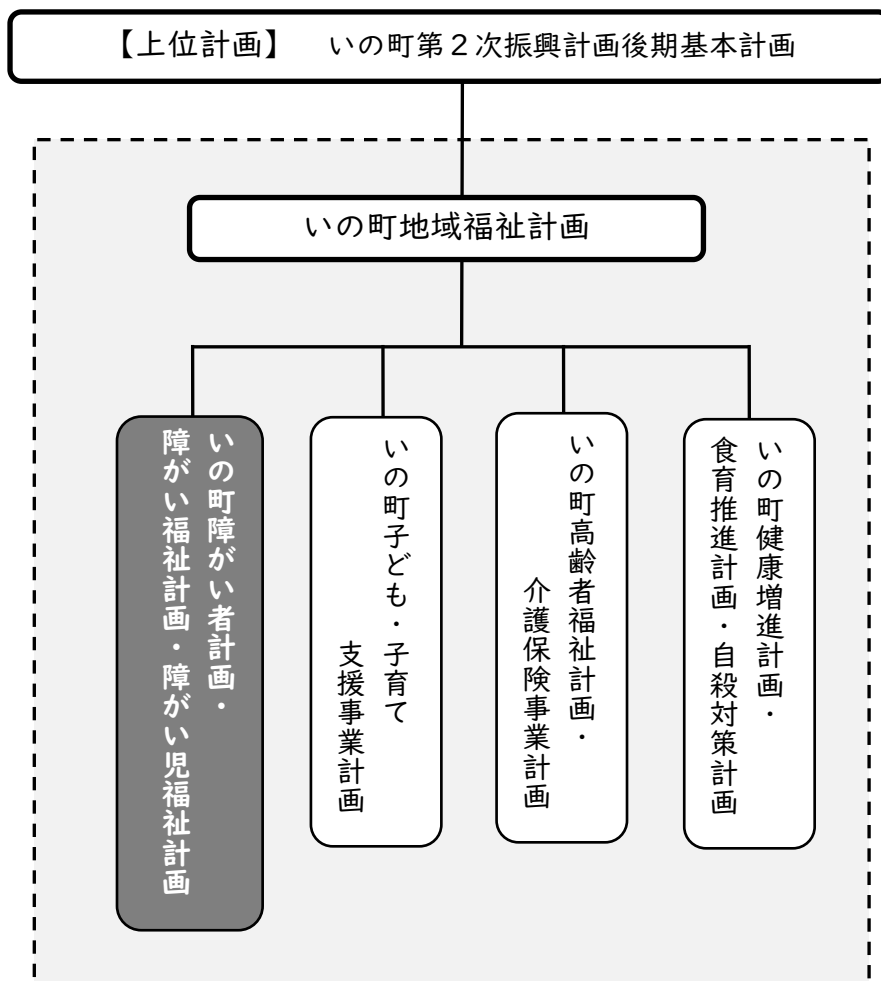 【上位計画】　いの町第２次振興計画後期基本計画
いの町地域福祉計画
いの町障がい者計画・
障がい福祉計画・障がい児福祉計画
いの町子ども・子育て
支援事業計画
いの町高齢者福祉計画・
介護保険事業計画
いの町健康増進計画・
食育推進計画・自殺対策計画